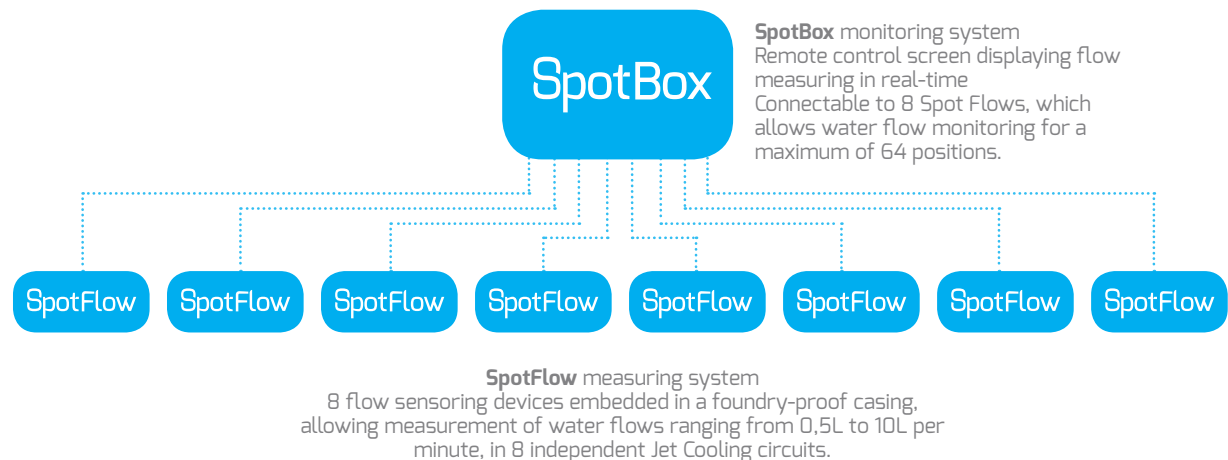 SpotBox
SpotBox monitoring system
Remote control screen displaying flow
measuring in real-time
Connectable to 8 Spot Flows, which
allows water flow monitoring for a
maximum of 64 positions.
SpotFlow SpotFlow SpotFlow SpotFlow SpotFlow SpotFlow SpotFlow SpotFlow
SpotFlow measuring system
8 flow sensoring devices embedded in a foundry-proof casing,
allowing measurement of water flows ranging from 0,5L to 10L per
minute, in 8 independent Jet Cooling circuits.